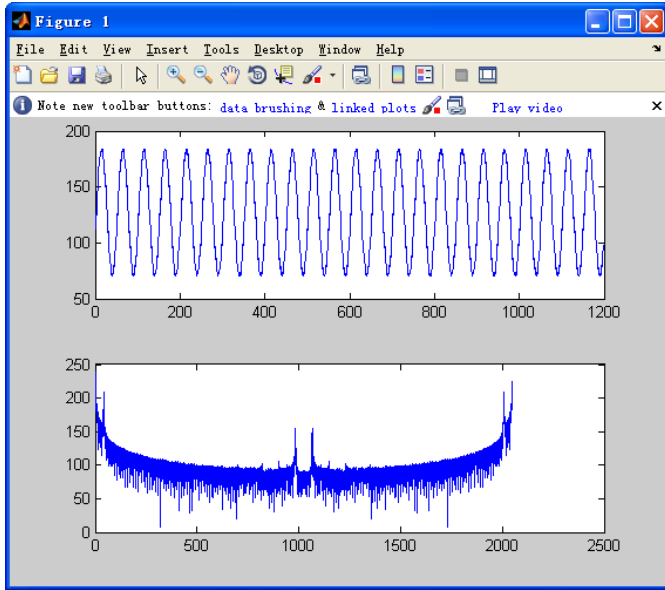 Figure 1
File Edit View Insert Tools Desktop Window Help
Note new toolbar buttons: data brushing & linked plots Play video
200
150
100
50
0 200 400 600 800 1000 1200
250
200
150
100
50
0
0 500 1000 1500 2000 2500